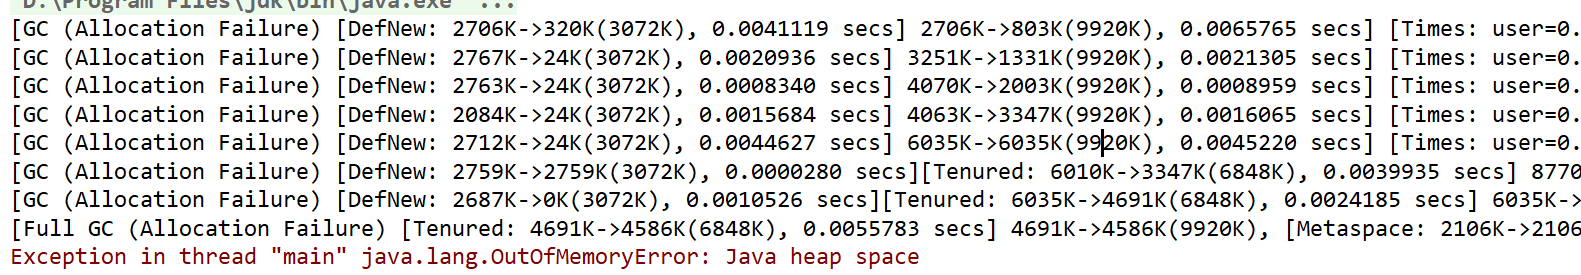 "D:\Program Files\jdk\bin\java.exe" ...
[GC (Allocation Failure) [DefNew: 2706K->320K(3072K), 0.0041119 secs] 2706K->803K(9920K), 0.0065765 secs] [Times: user=0.
[GC (Allocation Failure) [DefNew: 2767K->24K(3072K), 0.0020936 secs] 3251K->1331K(9920K), 0.0021305 secs] [Times: user=0.
[GC (Allocation Failure) [DefNew: 2763K->24K(3072K), 0.0008340 secs] 4070K->2003K(9920K), 0.0008959 secs] [Times: user=0.
[GC (Allocation Failure) [DefNew: 2084K->24K(3072K), 0.0015684 secs] 4063K->3347K(9920K), 0.0016065 secs] [Times: user=0.
[GC (Allocation Failure) [DefNew: 2712K->24K(3072K), 0.0044627 secs] 6035K->6035K(9920K), 0.0045220 secs] [Times: user=0.
[GC (Allocation Failure) [DefNew: 2759K->2759K(3072K), 0.0000280 secs][Tenured: 6010K->3347K(6848K), 0.0039935 secs] 8770
[GC (Allocation Failure) [DefNew: 2687K->0K(3072K), 0.0010526 secs][Tenured: 6035K->4691K(6848K), 0.0024185 secs] 6035K->
[Full GC (Allocation Failure) [Tenured: 4691K->4586K(6848K), 0.0055783 secs] 4691K->4586K(9920K), [Metaspace: 2106K->2106
Exception in thread "main" java.lang.OutOfMemoryError: Java heap space